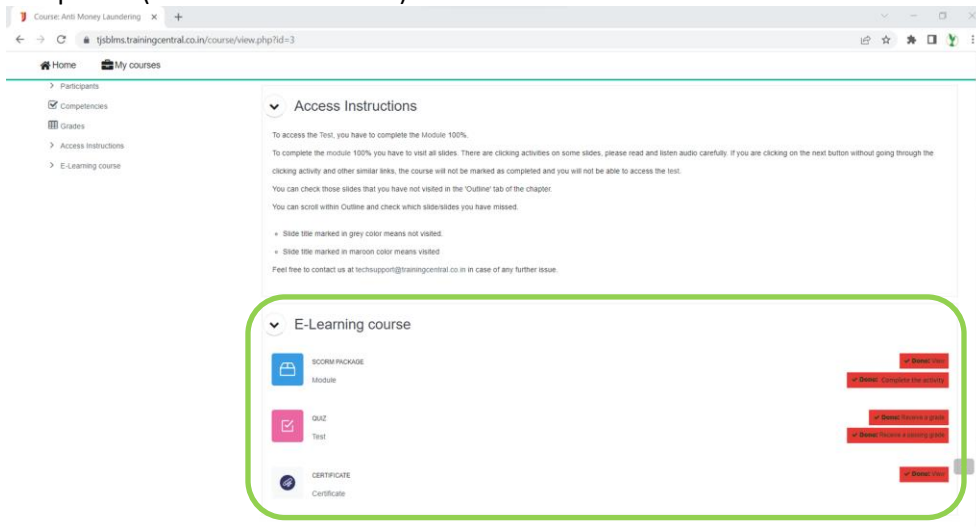 Course: Anti Money Laundering
tjsblms.trainingcentral.co.in/course/view.php?id=3
Home My courses
Participants
Competencies
Grades
Access Instructions
E-Learning course
Access Instructions
To access the Test, you have to complete the Module 100%.
To complete the module 100% you have to visit all slides. There are clicking activities on some slides, please read and listen audio carefully. If you are clicking on the next button without going through the
clicking activity and other similar links, the course will not be marked as completed and you will not be able to access the test.
You can check those slides that you have not visited in the 'Outline' tab of the chapter.
You can scroll within Outline and check which slide/slides you have missed.
Slide title marked in grey color means not visited.
Slide title marked in maroon color means visited
Feel free to contact us at techsupport@trainingcentral.co.in in case of any further issue.
E-Learning course
SCORM PACKAGE
Module
Done: View
Done: Complete the activity
QUIZ
Test
Done: Receive a grade
Done: Receive a passing grade
CERTIFICATE
Certificate
Done: View